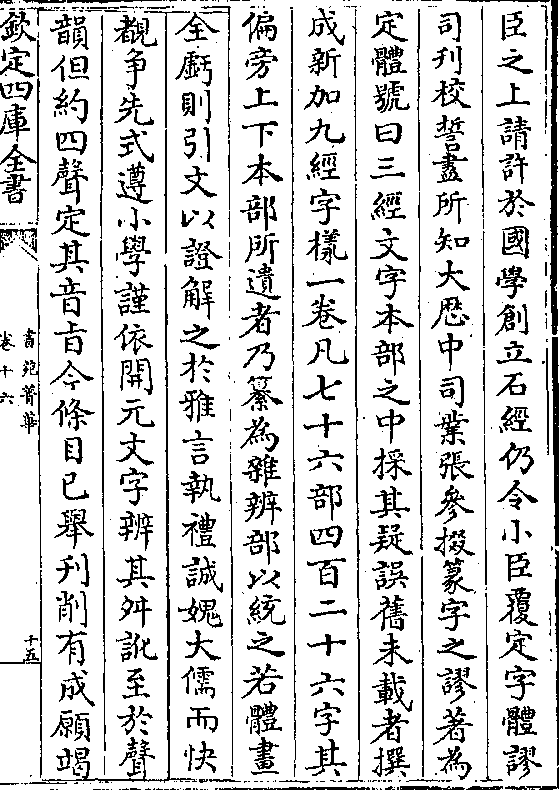 臣之上請許於國學創立石經仍令小臣覆定字體謬
司刊校誓盡所知大歴中司業張參掇篆字之謬著為
定體號曰三經文字本部之中採其疑誤舊未載者撰
成新加九經字樣一卷凡七十六部四百二十六字其
偏旁上下本部所遺者乃纂為雜辨部以統之若體畫
全虧則引文以證解之於雅言執禮誠媿大儒而快
覩争先式遵小學謹依開元文字辨其舛訛至於聲
韻但約四聲定其音㫖今條目已舉刋削有成願竭
欽定四庫全書
書苑菁華
卷十六
十五